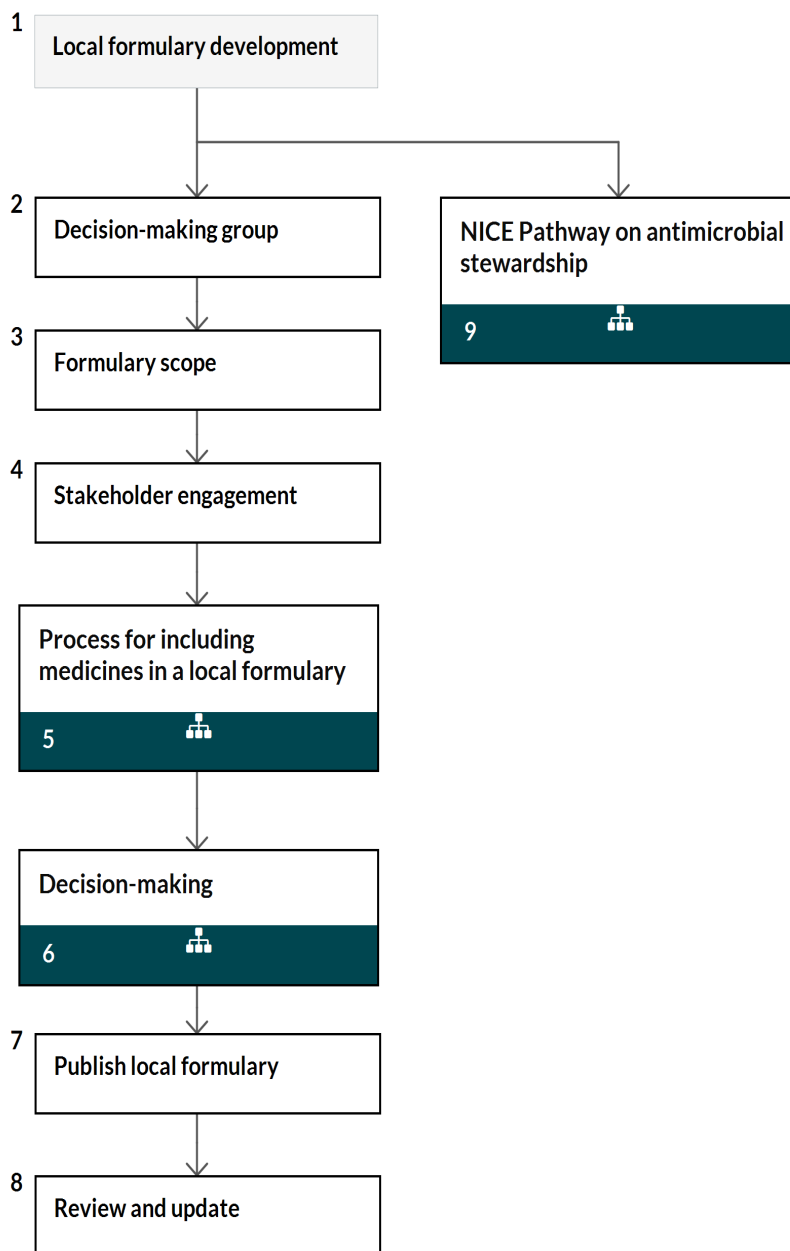 1
Local formulary development
2
Decision-making group
NICE Pathway on antimicrobial
stewardship
9
3
Formulary scope
4
Stakeholder engagement
Process for including
medicines in a local formulary
5
Decision-making
6
7
Publish local formulary
8
Review and update